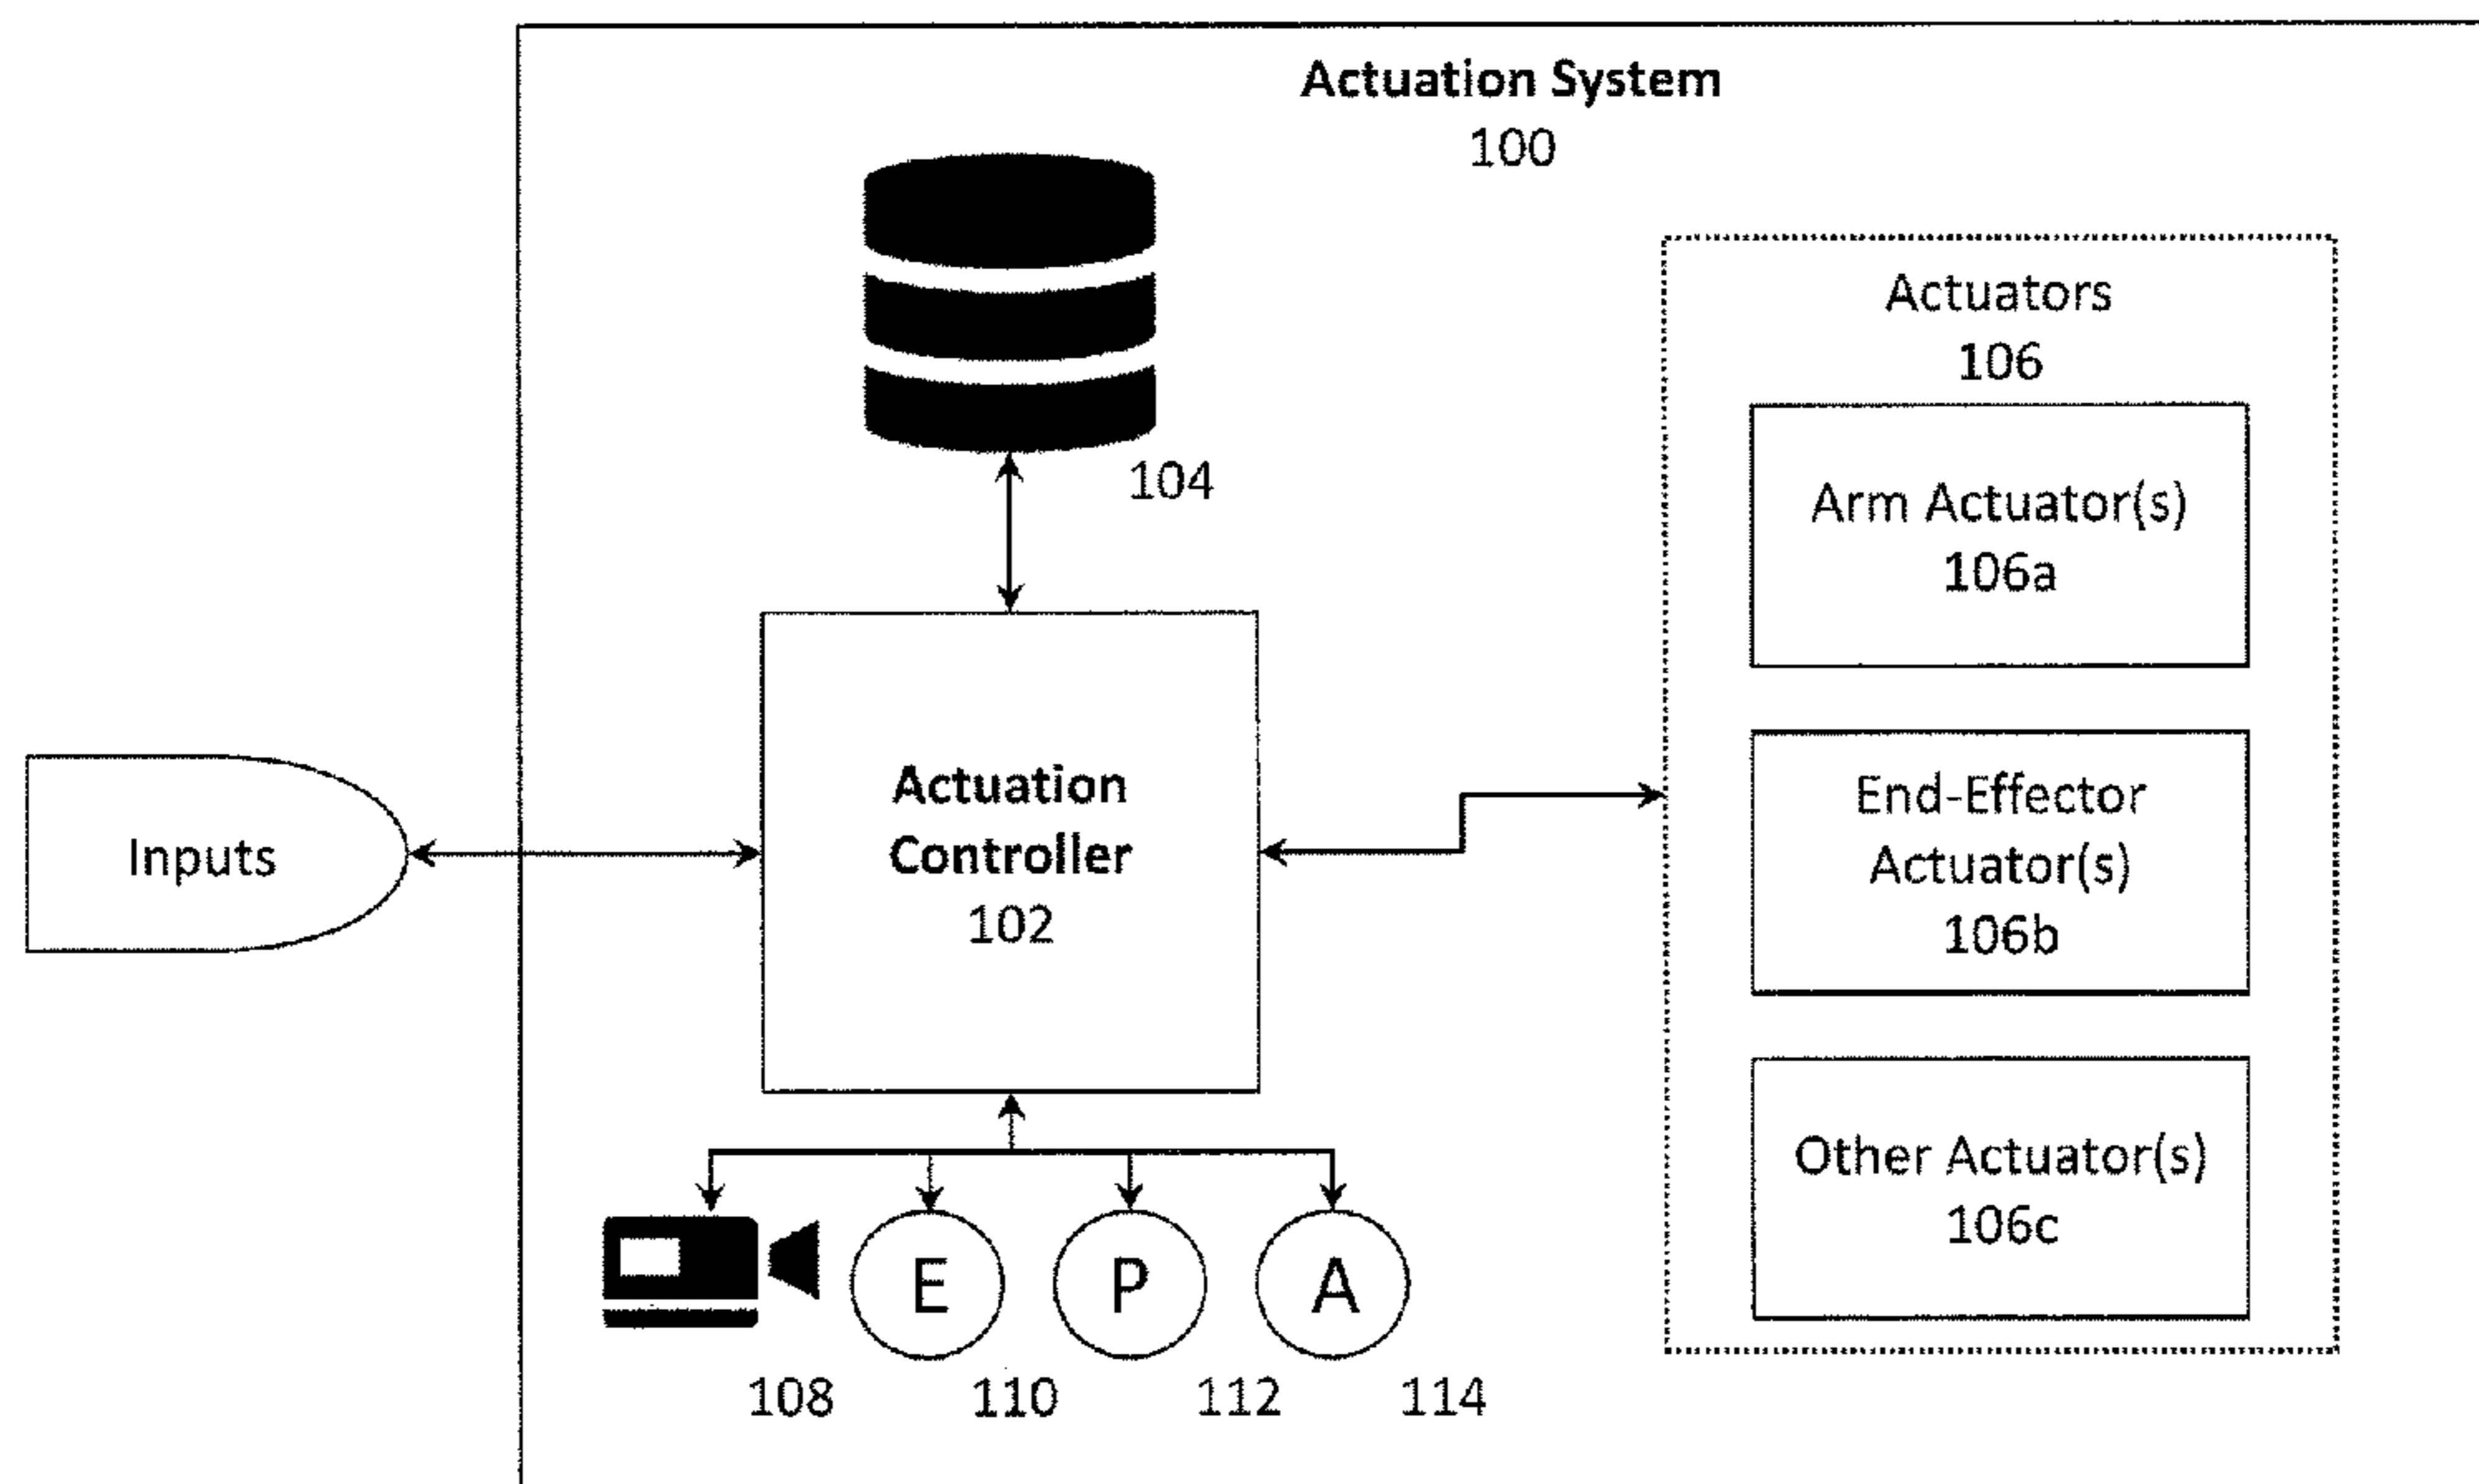 Actuation System
100
104
Actuators
106
Arm Actuator(s)
106a
Inputs
Actuation
Controller
102
End-Effector
Actuator(s)
106b
Other Actuator(s)
106c
E
P
A
108
110
112
114